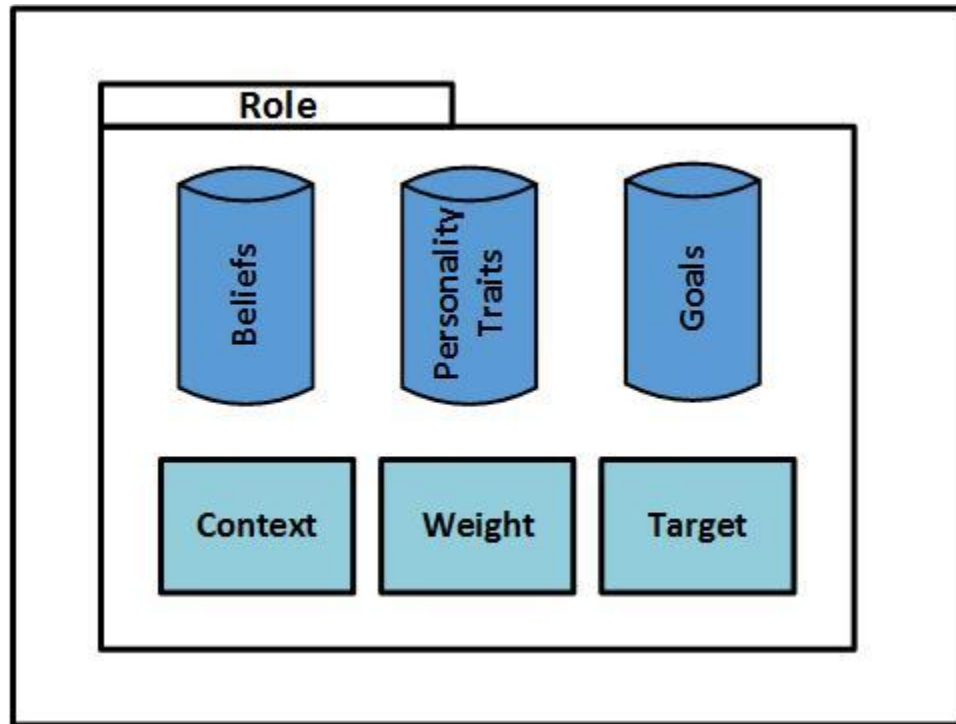 Role
Beliefs
Personality
Traits
Goals
Context
Weight
Target